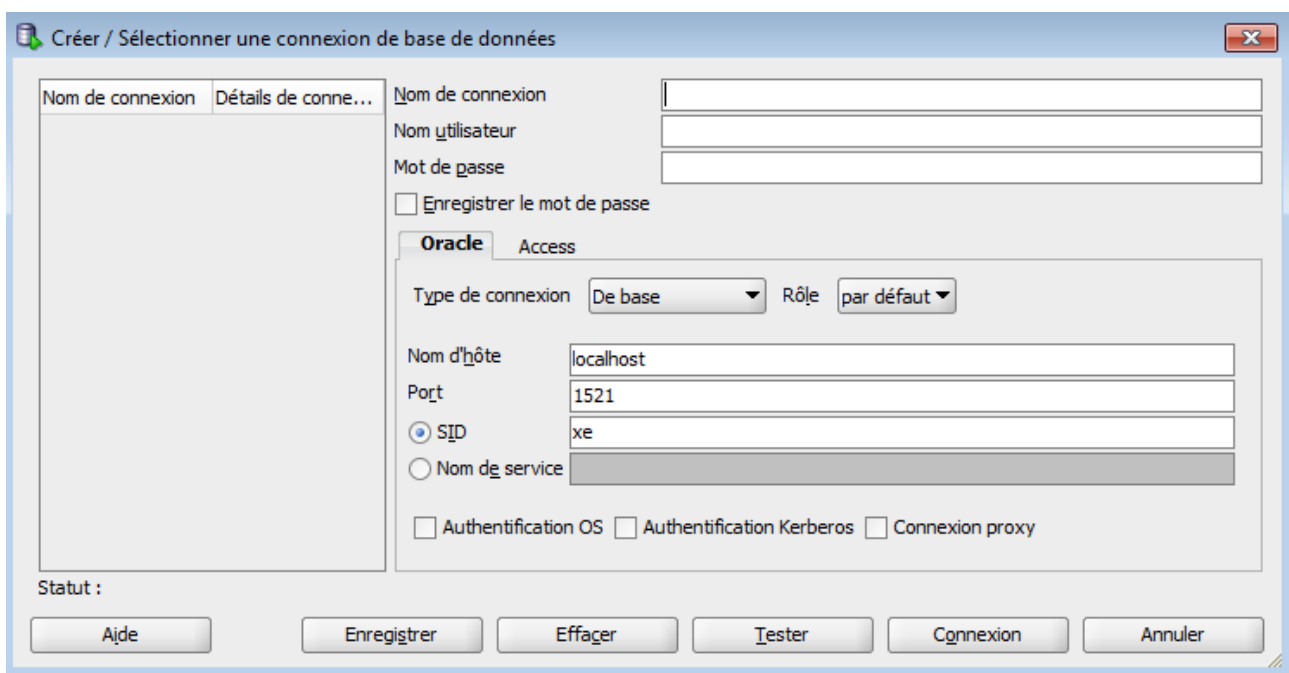 Créer / Sélectionner une connexion de base de données
Nom de connexion Détails de conne...
Nom de connexion
Nom utilisateur
Mot de passe
Enregistrer le mot de passe
Oracle Access
Type de connexion De base Rôle par défaut
Nom d'hôte localhost
Port 1521
SID xe
Nom de service
Authentification OS Authentification Kerberos Connexion proxy
Statut :
Aide Enregistrer Effacer Tester Connexion Annuler